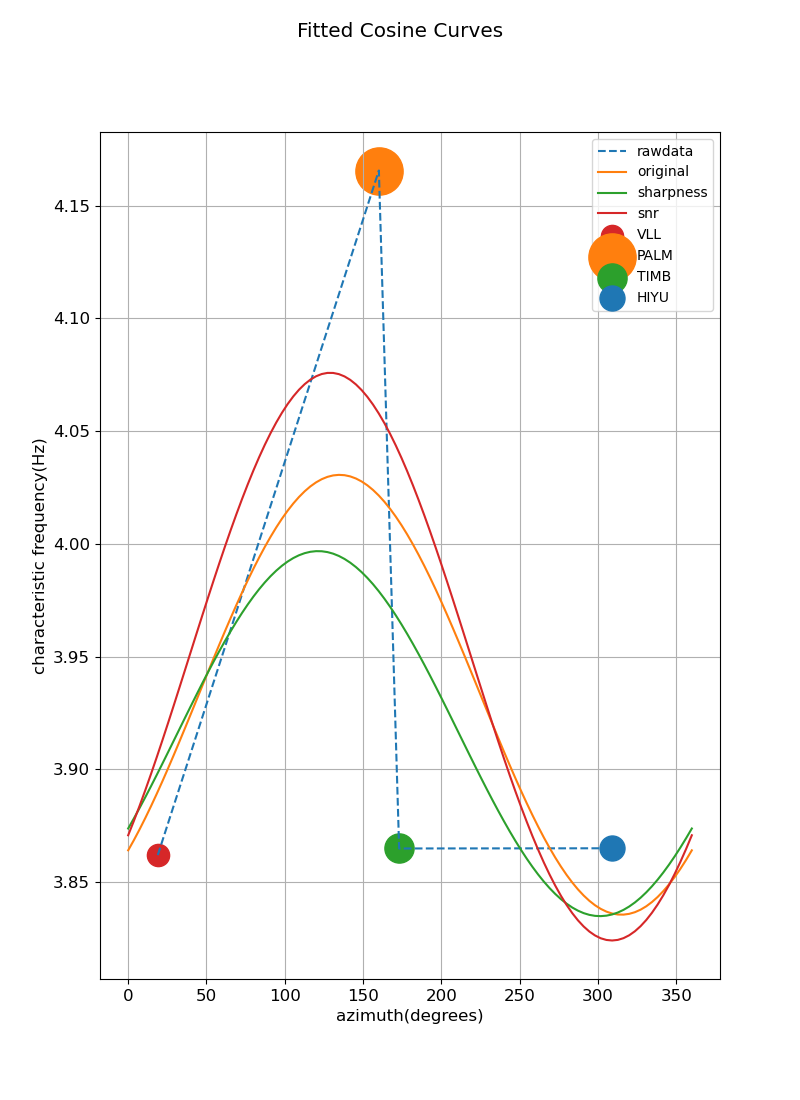 Fitted Cosine Curves
rawdata
original
sharpness
snr
VLL
PALM
TIMB
HIYU
characteristic frequency(Hz)
4.15
4.10
4.05
4.00
3.95
3.90
3.85
0 50 100 150 200 250 300 350
azimuth(degrees)